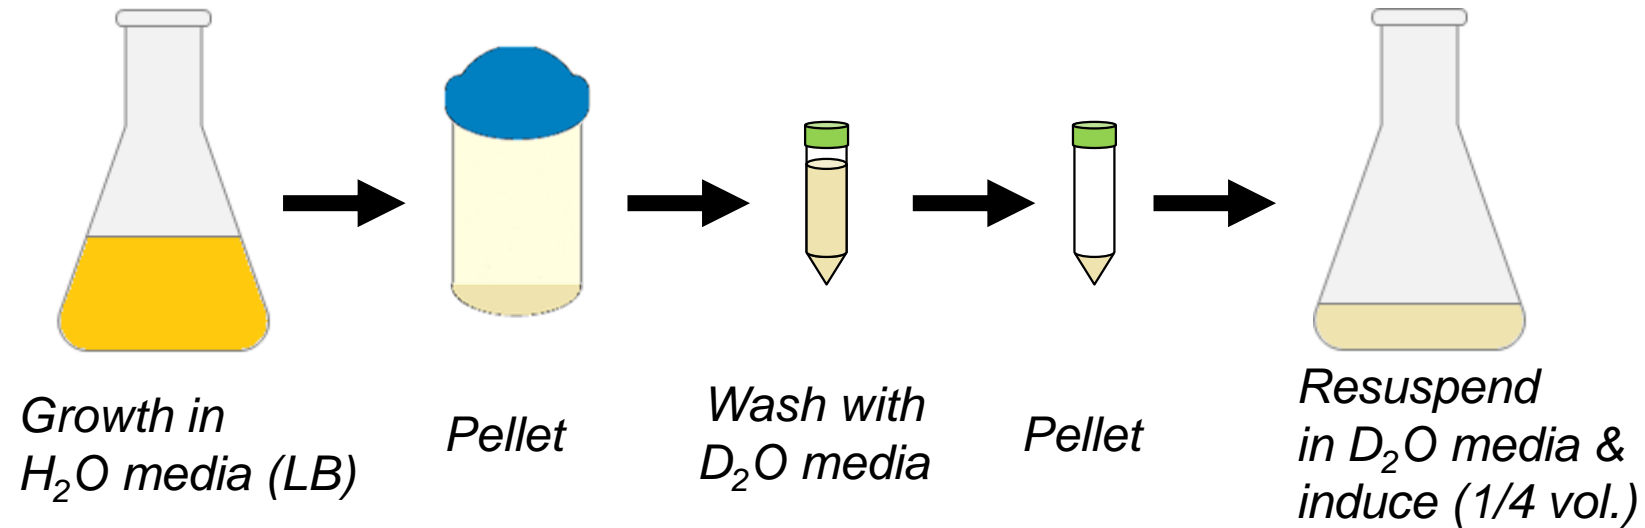 Growth in
H₂O media (LB)
Pellet
Wash with
D₂O media
Pellet
Resuspend
in D₂O media &
induce (1/4 vol.)